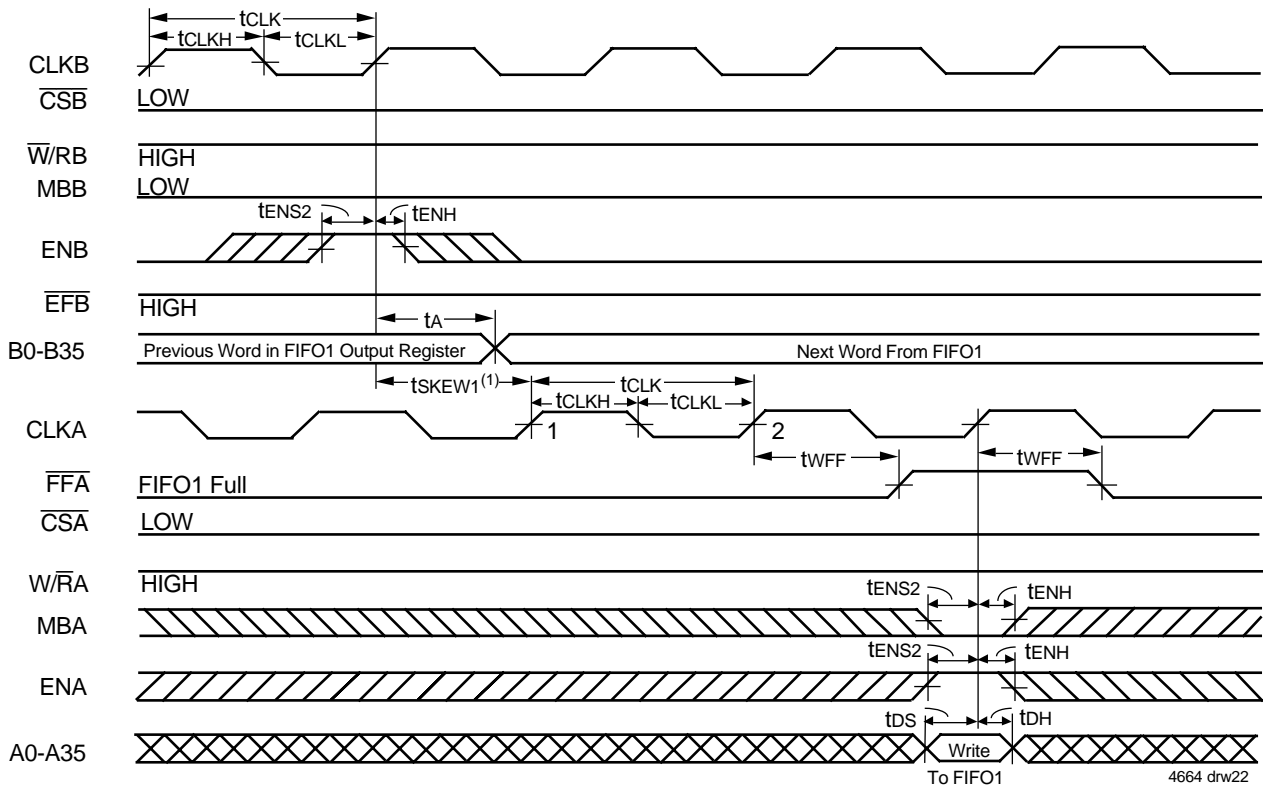 tCLK
tCLKH tCLKL
CLKB
CSB LOW
W/RB HIGH
MBB LOW
tENS2 tENH
ENB
EFB HIGH
tA
B0-B35 Previous Word in FIFO1 Output Register Next Word From FIFO1
tSKEW1(1) tCLK
tCLKH tCLKL
CLKA 1 2
tWFF tWFF
FFA FIFO1 Full
CSA LOW
W/RA HIGH
tENS2 tENH
MBA
tENS2 tENH
ENA
tDS tDH
A0-A35 Write
To FIFO1 4664 drw22